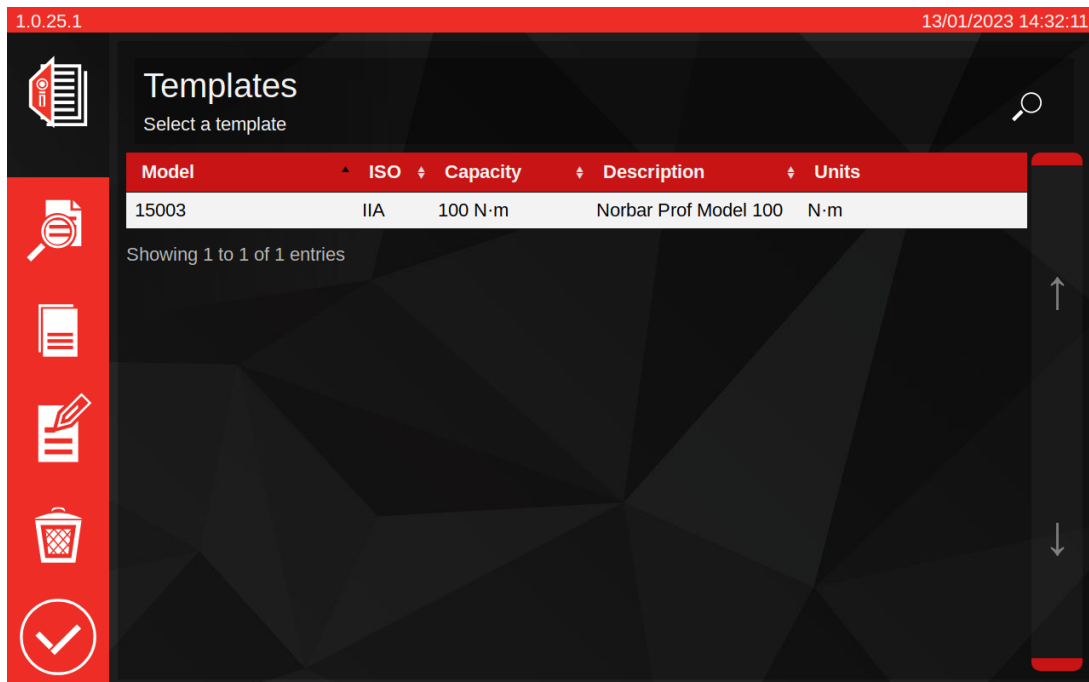 1.0.25.1 13/01/2023 14:32:11
Templates
Select a template
Model ISO Capacity Description Units
15003 IIA 100 N·m Norbar Prof Model 100 N·m
Showing 1 to 1 of 1 entries